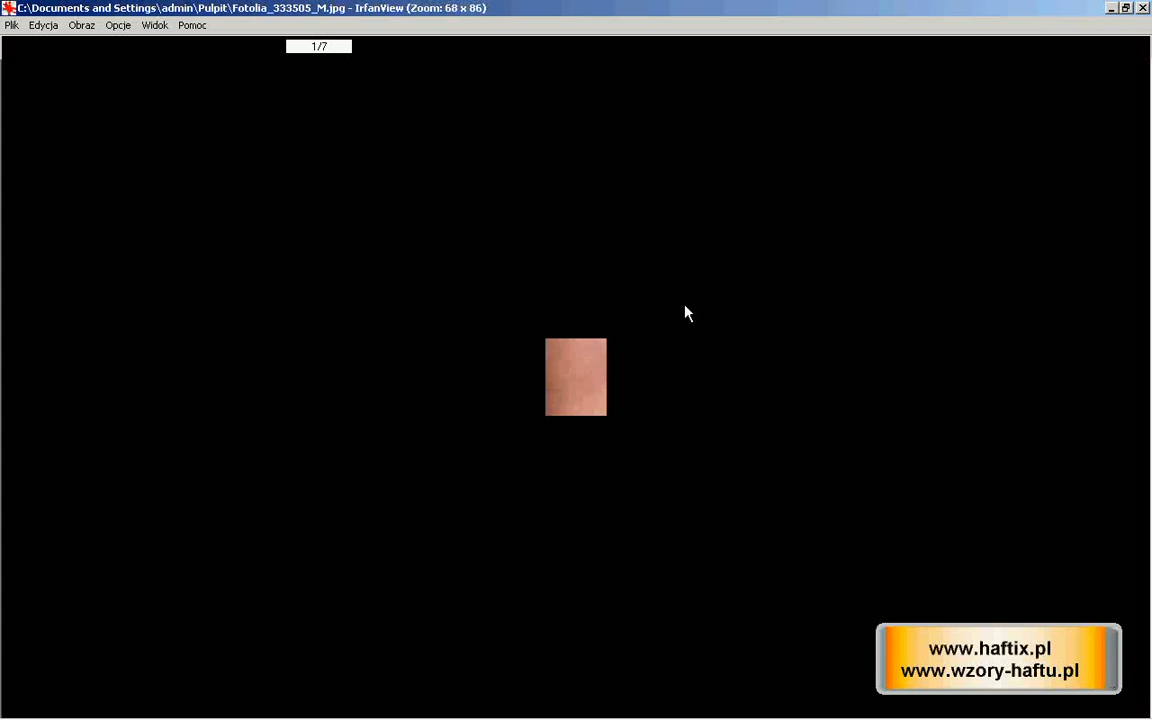 C:\Documents and Settings\admin\Pulpit\Fotolia_333505_M.jpg - IrfanView (Zoom: 68 x 86)
Plik Edycja Obraz Opcje Widok Pomoc
1/7
www.haftix.pl
www.wzory-haftu.pl